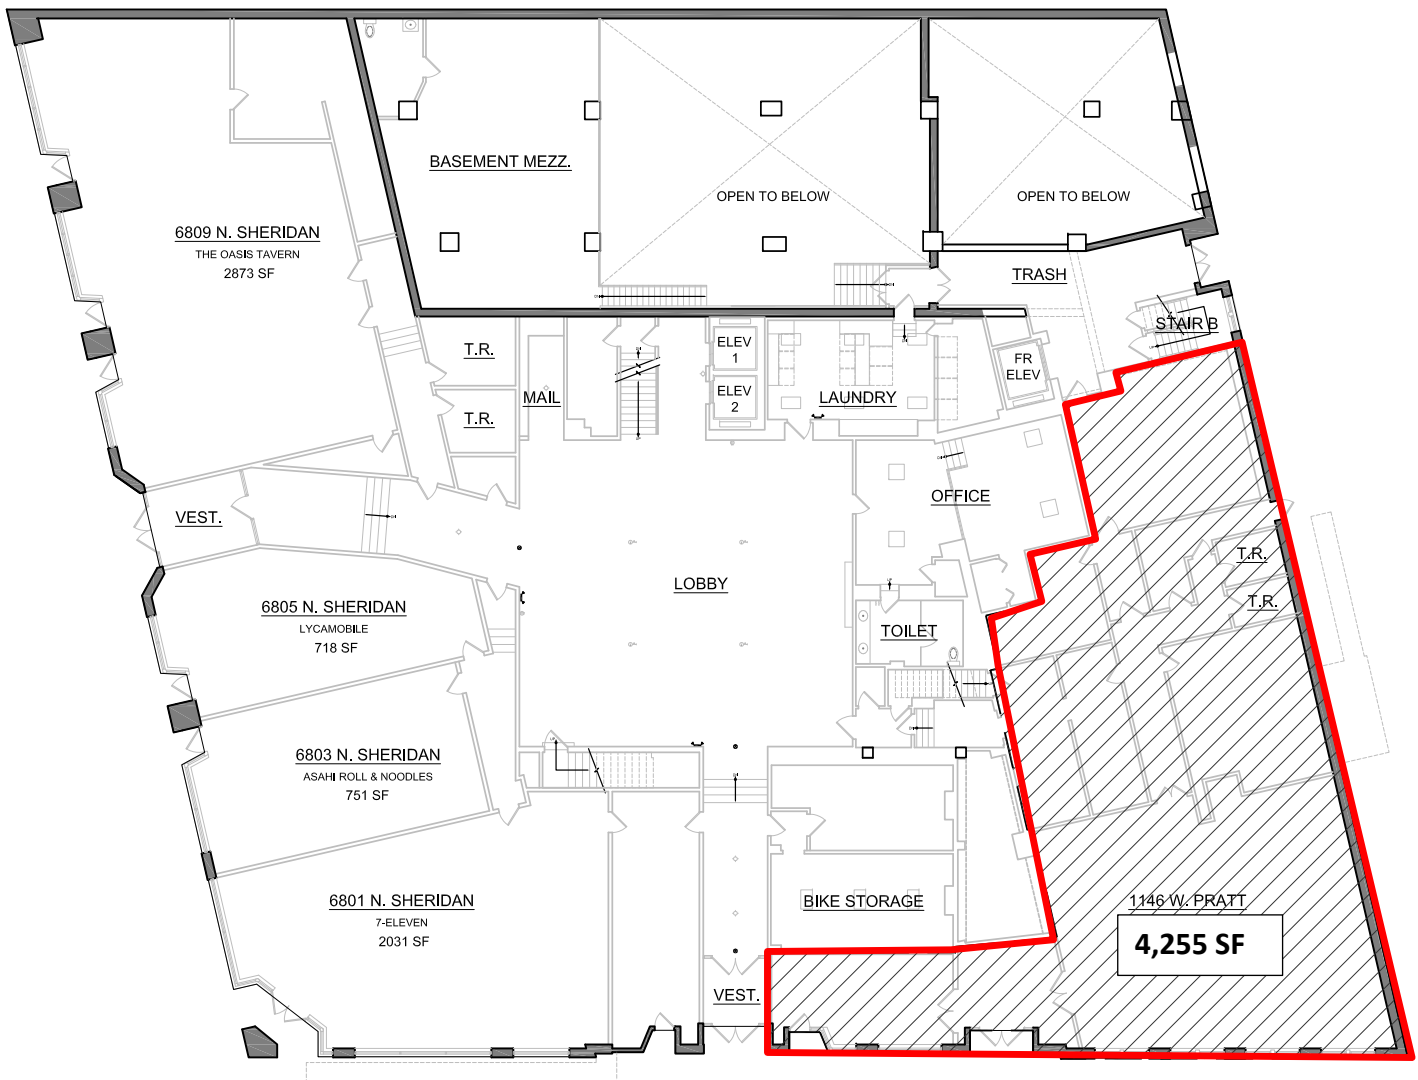 BASEMENT MEZZ.
OPEN TO BELOW
OPEN TO BELOW
6809 N. SHERIDAN
THE OASIS TAVERN
2873 SF
TRASH
STAIR B
T.R.
ELEV
1
FR
ELEV
MAIL
ELEV
2
LAUNDRY
T.R.
OFFICE
VEST.
T.R.
LOBBY
T.R.
6805 N. SHERIDAN
LYCAMOBILE
718 SF
TOILET
6803 N. SHERIDAN
ASAHI ROLL & NOODLES
751 SF
6801 N. SHERIDAN
7-ELEVEN
2031 SF
BIKE STORAGE
1146 W. PRATT
4,255 SF
VEST.